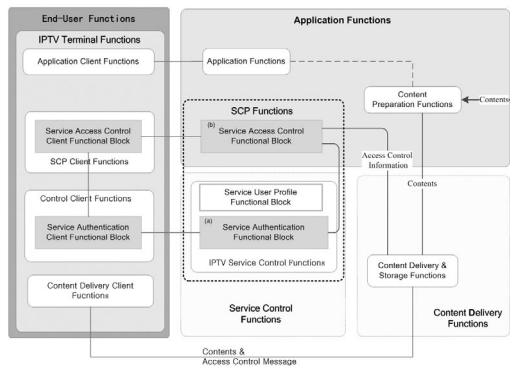 End-User Functions
IPTV Terminal Functions
Application Client Functions
Service Access Control
Client Functional Block
SCP Client Functions
Control Client Functions
Service Authentication
Client Functional Block
Content Delivery Client
Fucntions
Application Functions
Application Functions
Content
Preparation Functions
Contents
SCP Functions
(b)
Service Access Control
Functional Block
Access Control
Information
Contents
Service User Profile
Functional Block
(a)
Service Authentication
Functional Block
IPTV Service Control Functions
Service Control
Functions
Content Delivery &
Storage Functions
Content Delivery
Functions
Contents &
Access Control Message